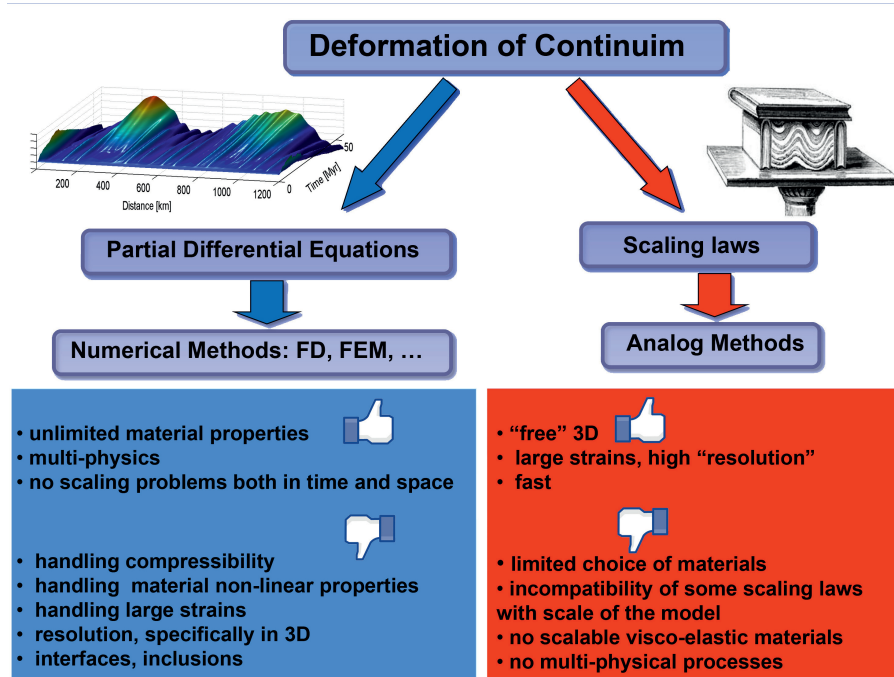 Deformation of Continuim
50
0
Time [Myr]
200
400
600
800
1000
1200
Distance [km]
Partial Differential Equations
Scaling laws
Numerical Methods: FD, FEM, …
Analog Methods
• unlimited material properties
• multi-physics
• no scaling problems both in time and space
• handling compressibility
• handling material non-linear properties
• handling large strains
• resolution, specifically in 3D
• interfaces, inclusions
• “free” 3D
• large strains, high “resolution”
• fast
• limited choice of materials
• incompatibility of some scaling laws
with scale of the model
• no scalable visco-elastic materials
• no multi-physical processes